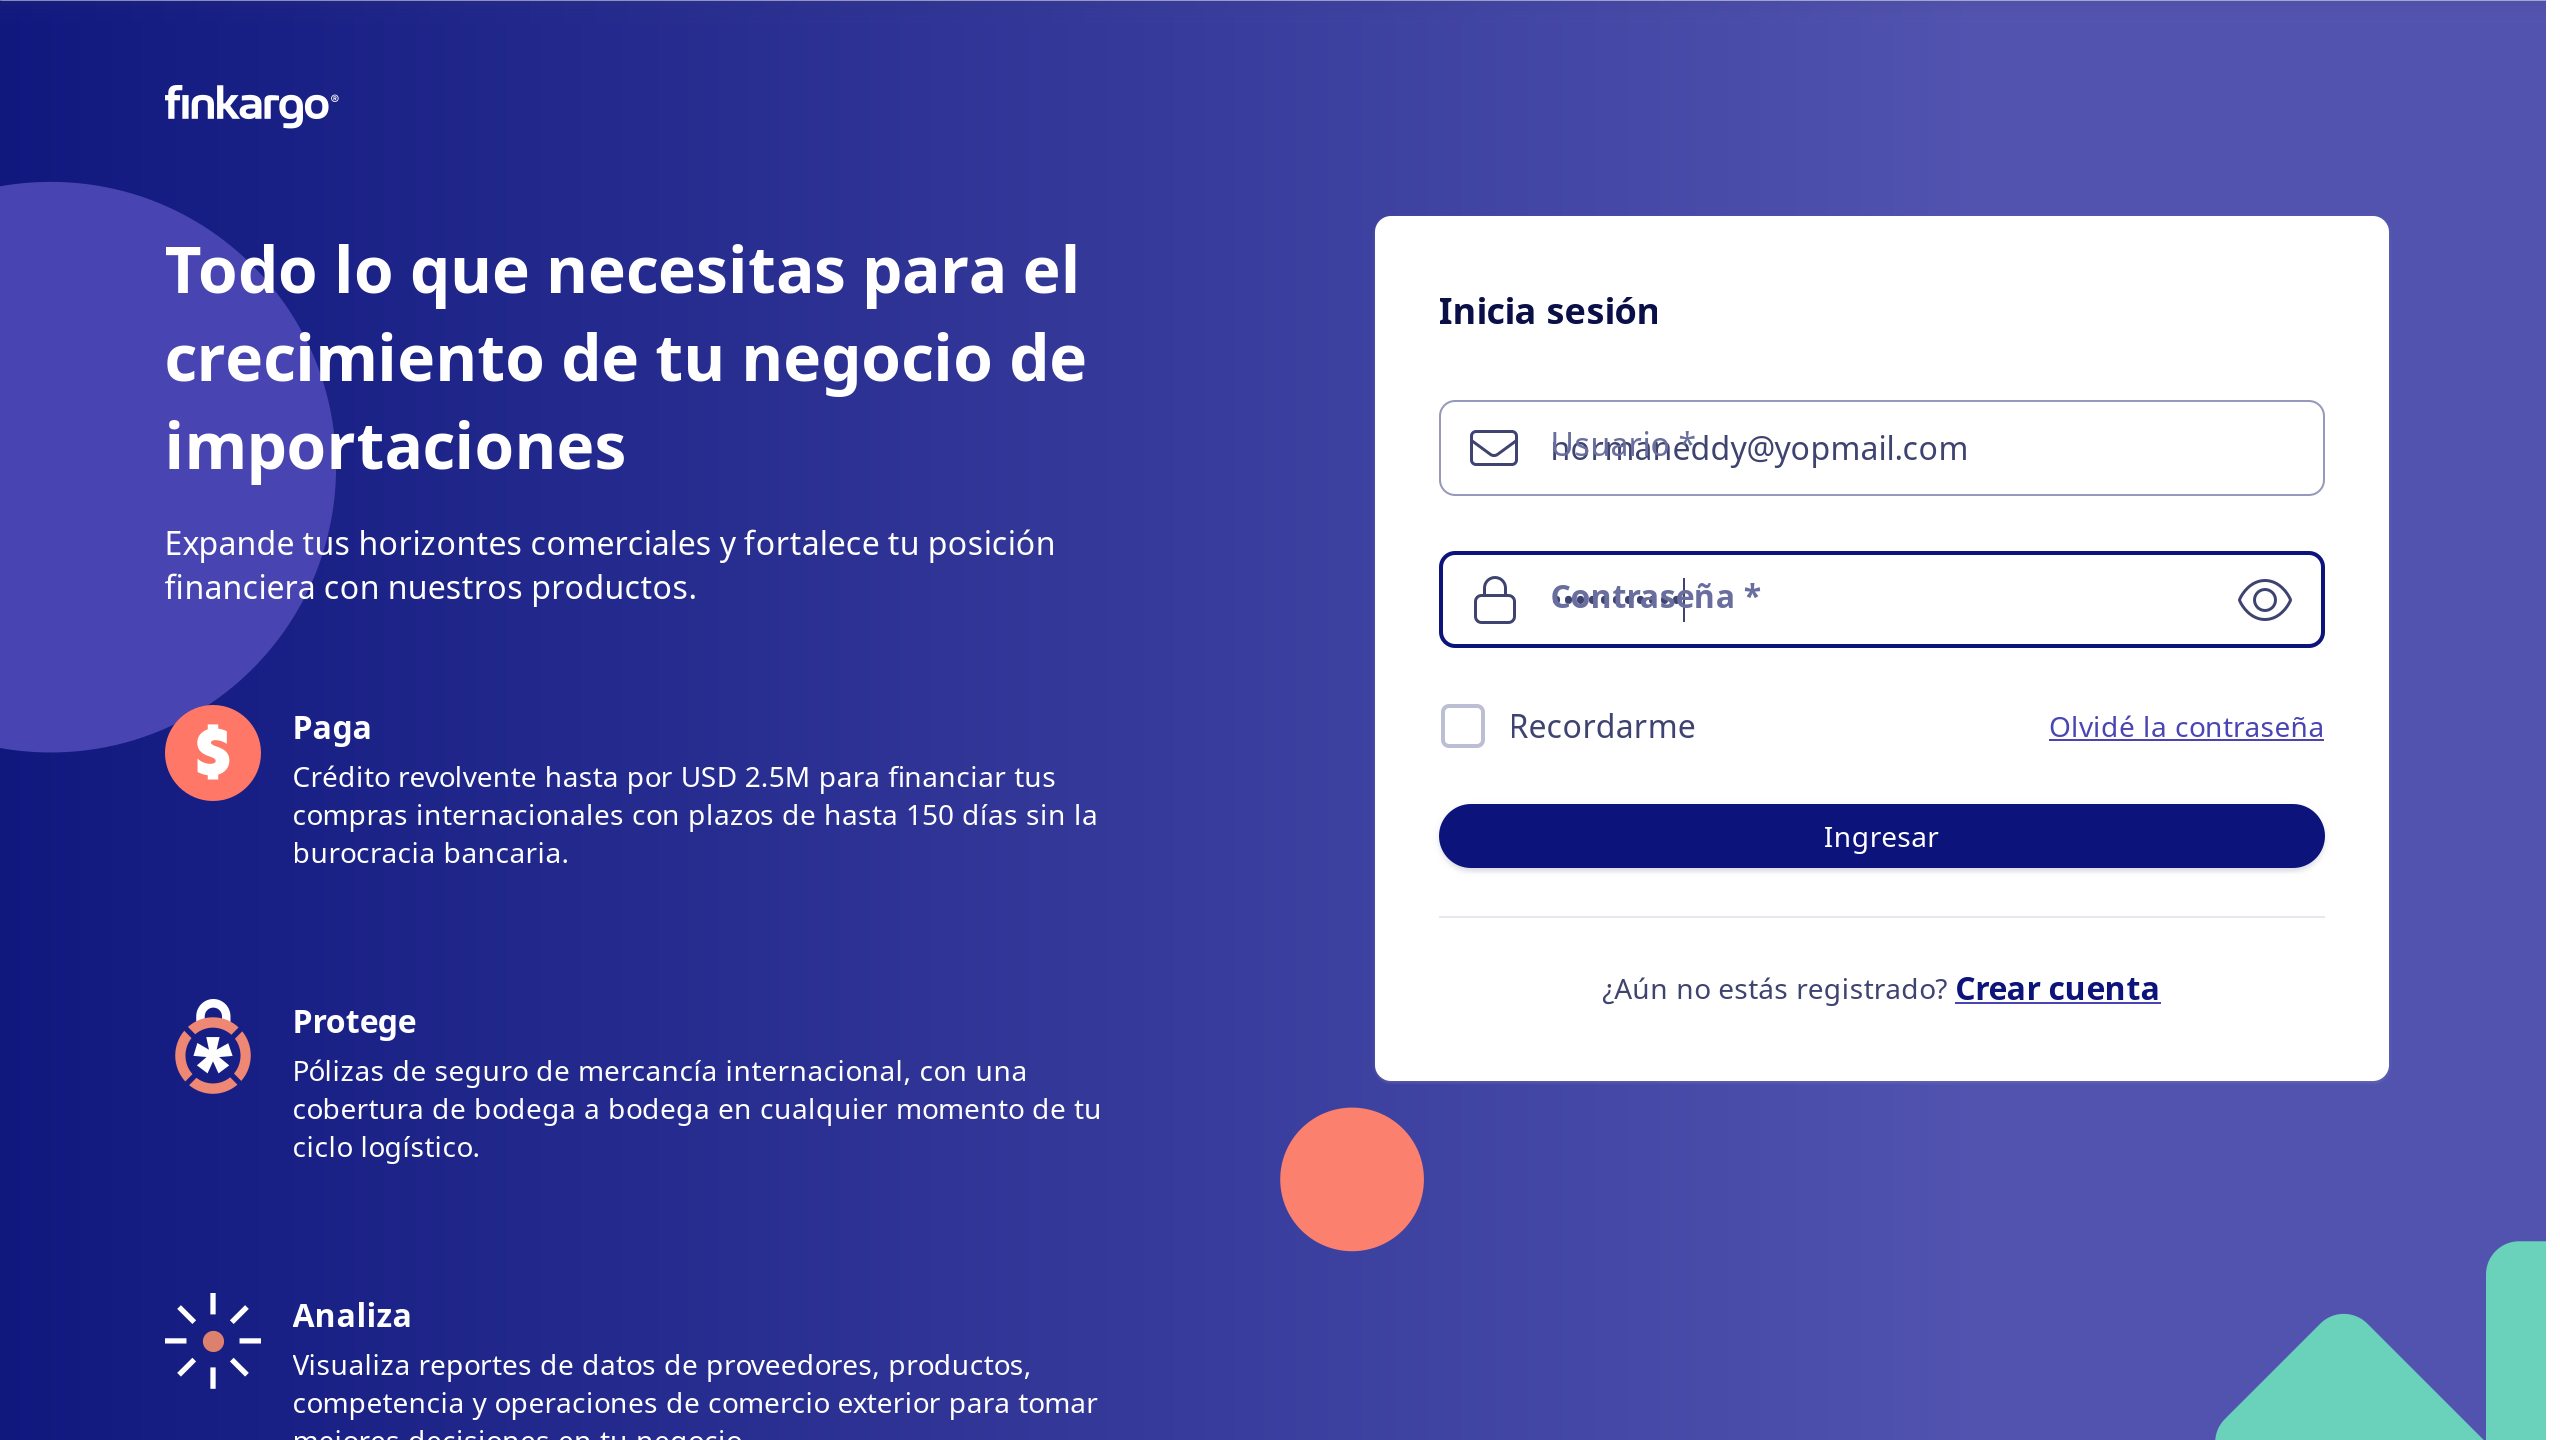 finkargo®
Todo lo que necesitas para el
crecimiento de tu negocio de
importaciones
Expande tus horizontes comerciales y fortalece tu posición
financiera con nuestros productos.
Paga
Crédito revolvente hasta por USD 2.5M para financiar tus
compras internacionales con plazos de hasta 150 días sin la
burocracia bancaria.
Protege
Pólizas de seguro de mercancía internacional, con una
cobertura de bodega a bodega en cualquier momento de tu
ciclo logístico.
Analiza
Visualiza reportes de datos de proveedores, productos,
competencia y operaciones de comercio exterior para tomar
mejores decisiones en tu negocio.
Inicia sesión
Usuario *
normaneddy@yopmail.com
Contraseña *
Recordarme
Olvidé la contraseña
Ingresar
¿Aún no estás registrado? Crear cuenta